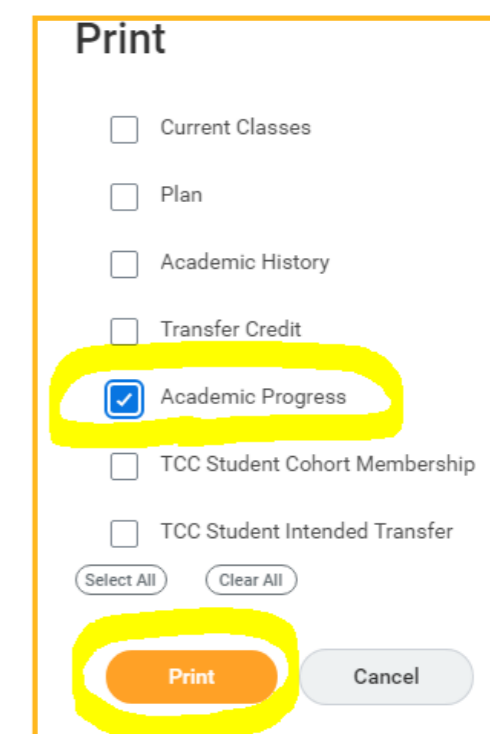 Print
Current Classes
Plan
Academic History
Transfer Credit
Academic Progress
TCC Student Cohort Membership
TCC Student Intended Transfer
Select All Clear All
Print Cancel